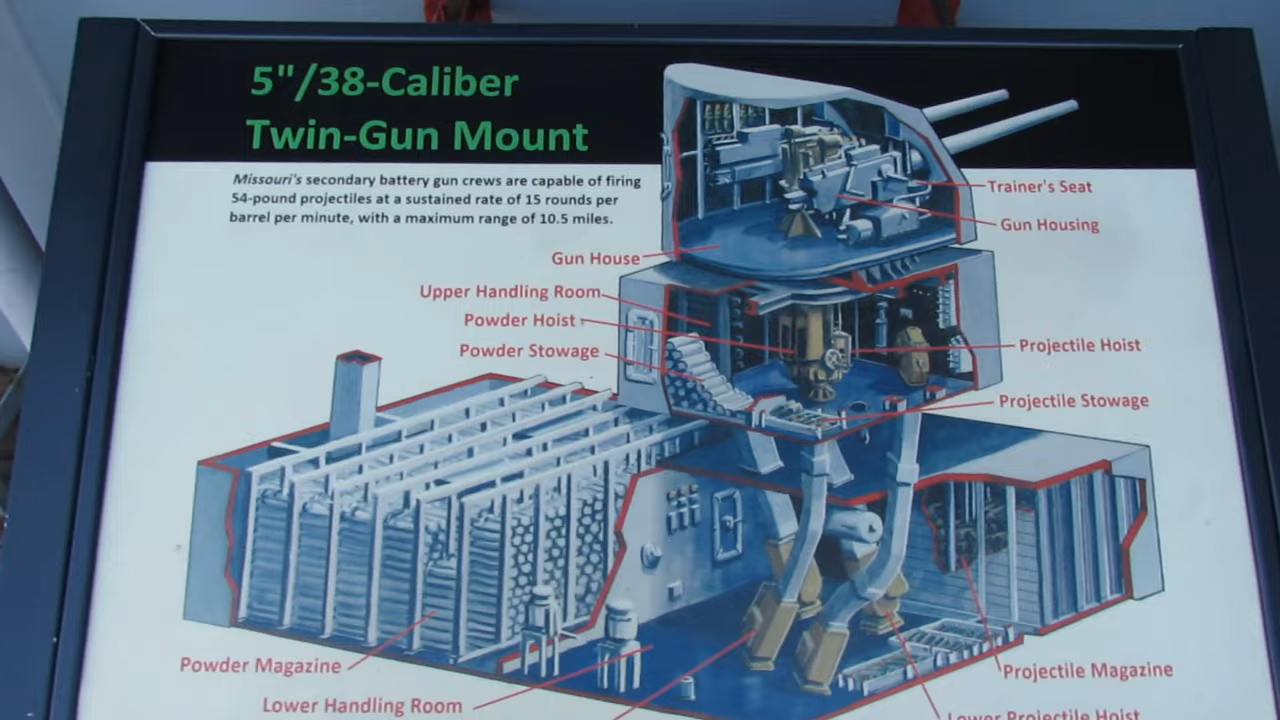 5"/38-Caliber
Twin-Gun Mount
Missouri's secondary battery gun crews are capable of firing
54-pound projectiles at a sustained rate of 15 rounds per
barrel per minute, with a maximum range of 10.5 miles.
Trainer's Seat
Gun Housing
Gun House
Upper Handling Room
Powder Hoist
Powder Stowage
Projectile Hoist
Projectile Stowage
Powder Magazine
Projectile Magazine
Lower Handling Room
Lower Projectile Hoist